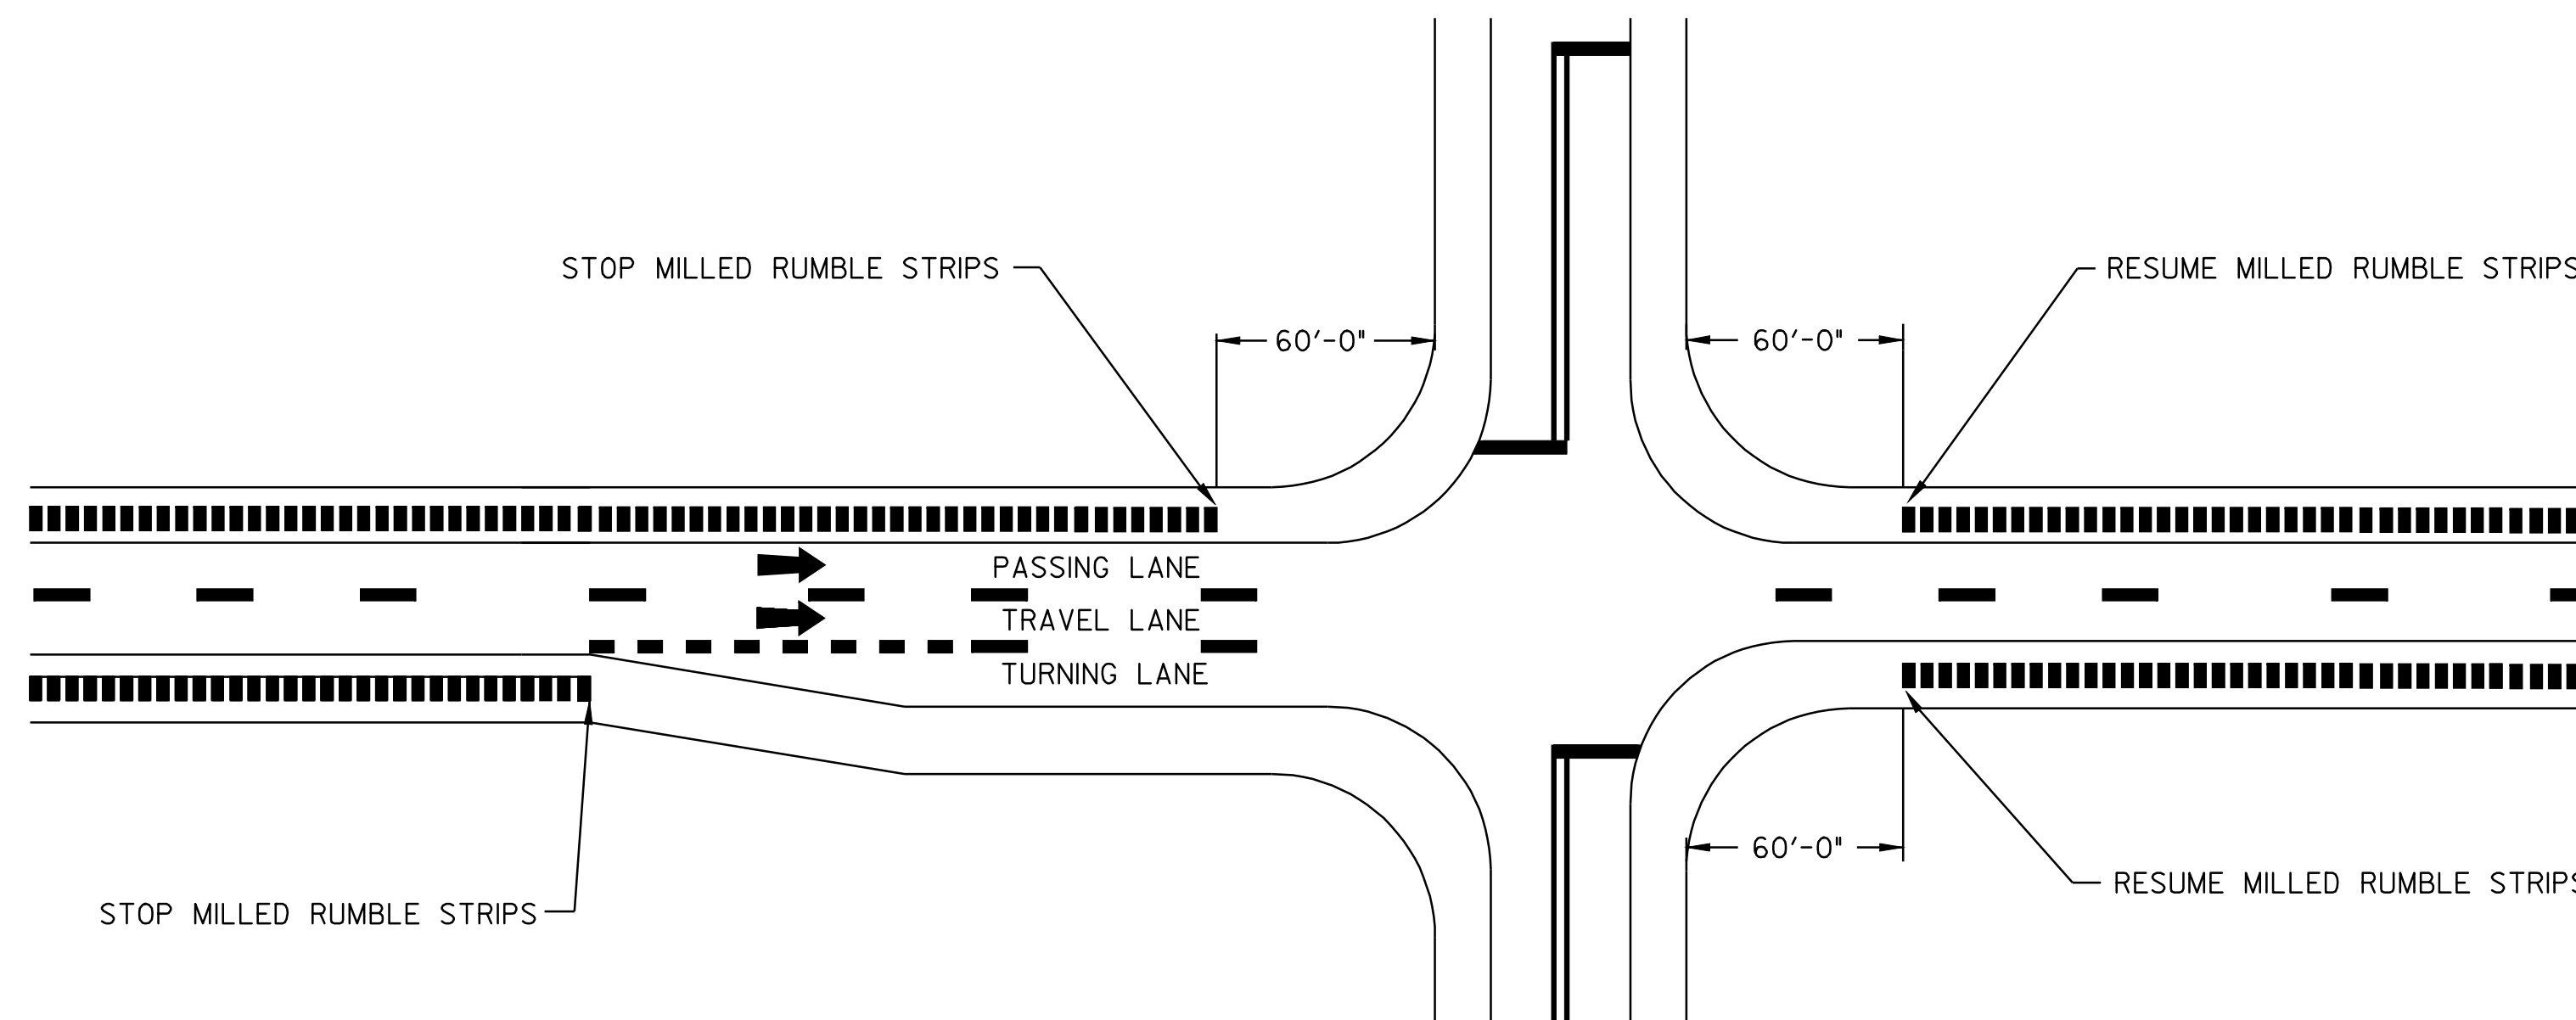 STOP MILLED RUMBLE STRIPS
RESUME MILLED RUMBLE STRIPS
60'-0"
60'-0"
PASSING LANE
TRAVEL LANE
TURNING LANE
60'-0"
RESUME MILLED RUMBLE STRIPS
STOP MILLED RUMBLE STRIPS